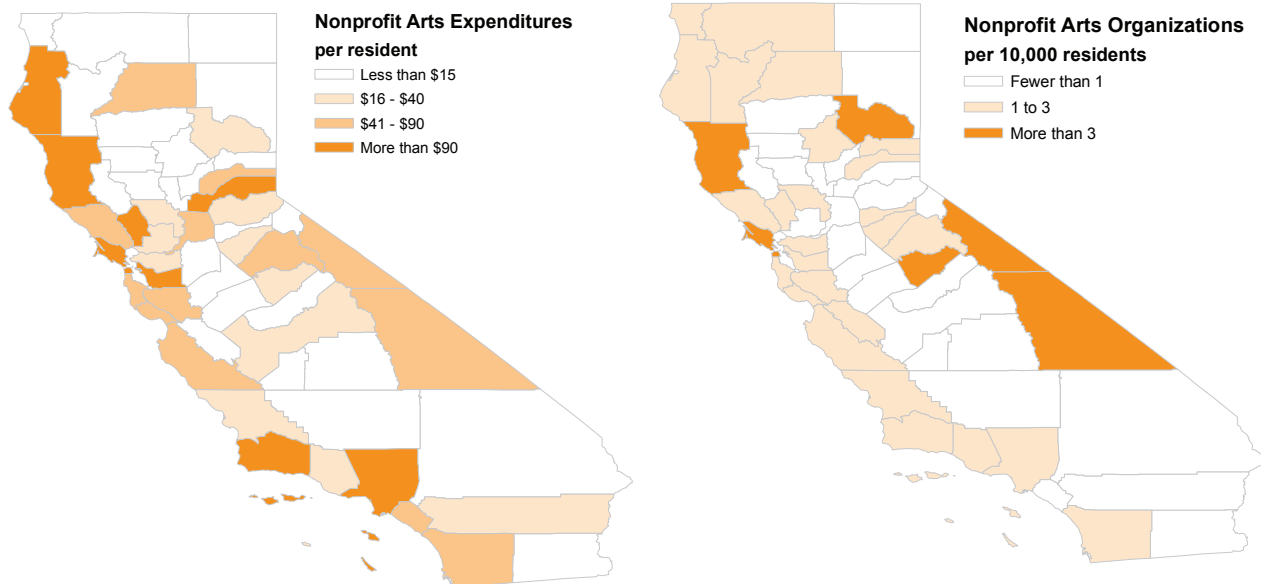 Nonprofit Arts Expenditures
per resident
Less than $15
$16 - $40
$41 - $90
More than $90
Nonprofit Arts Organizations
per 10,000 residents
Fewer than 1
1 to 3
More than 3